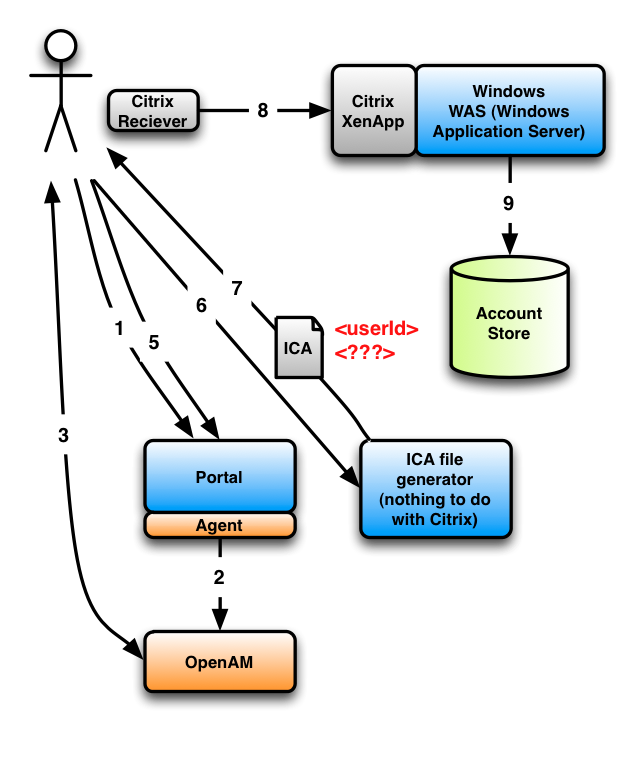 Citrix
Reciever
8
Citrix
XenApp
Windows
WAS (Windows
Application Server)
9
Account
Store
7
6
1
5
ICA
<userId>
<???>
3
Portal
Agent
ICA file
generator
(nothing to do
with Citrix)
2
OpenAM